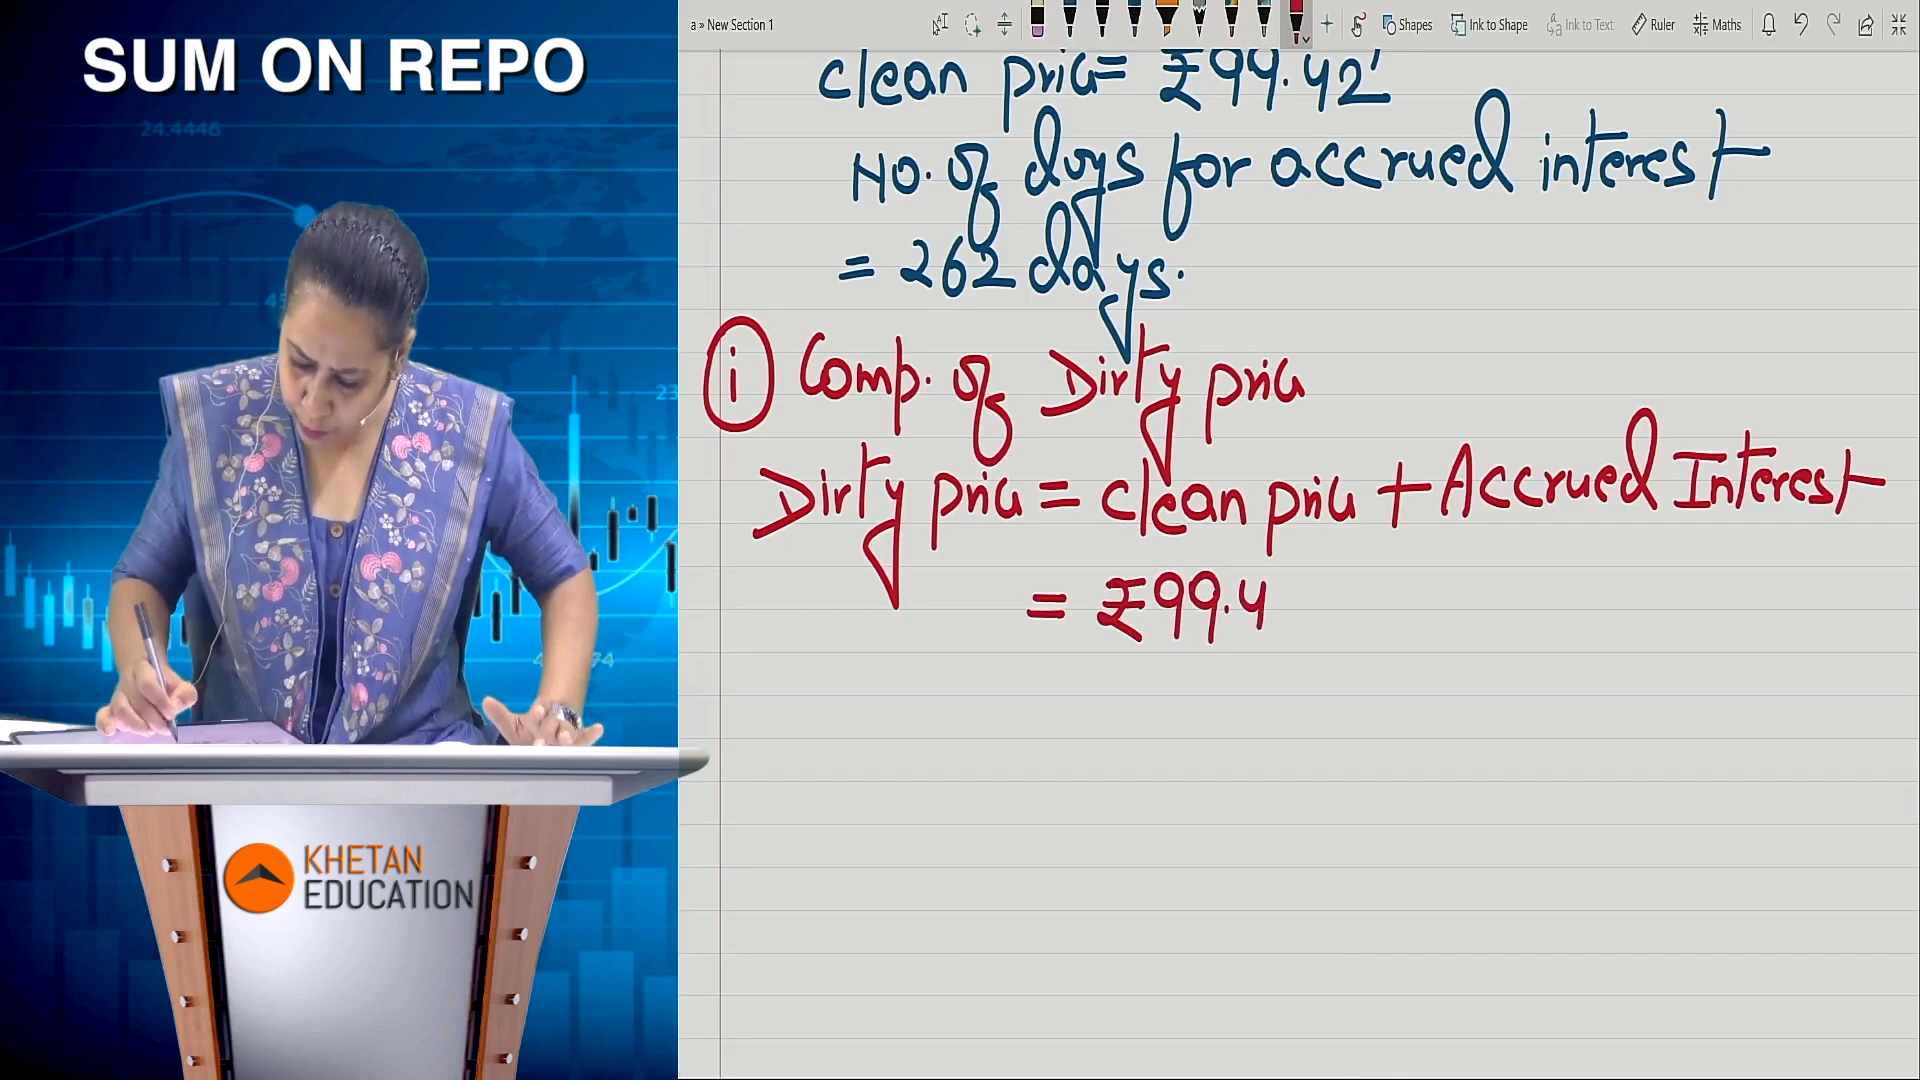 SUM ON REPO
24.4446
a » New Section 1
Shapes
Ink to Shape
Ink to Text
Ruler
Maths
clean price = ₹99.42
No. of days for accrued interest
= 262 days.
i Comp. of Dirty price
Dirty price = clean price + Accrued Interest
= ₹99.4
KHETAN
EDUCATION